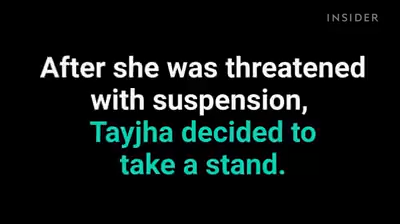 INSIDER
After she was threatened
with suspension,
Tayjha decided to
take a stand.